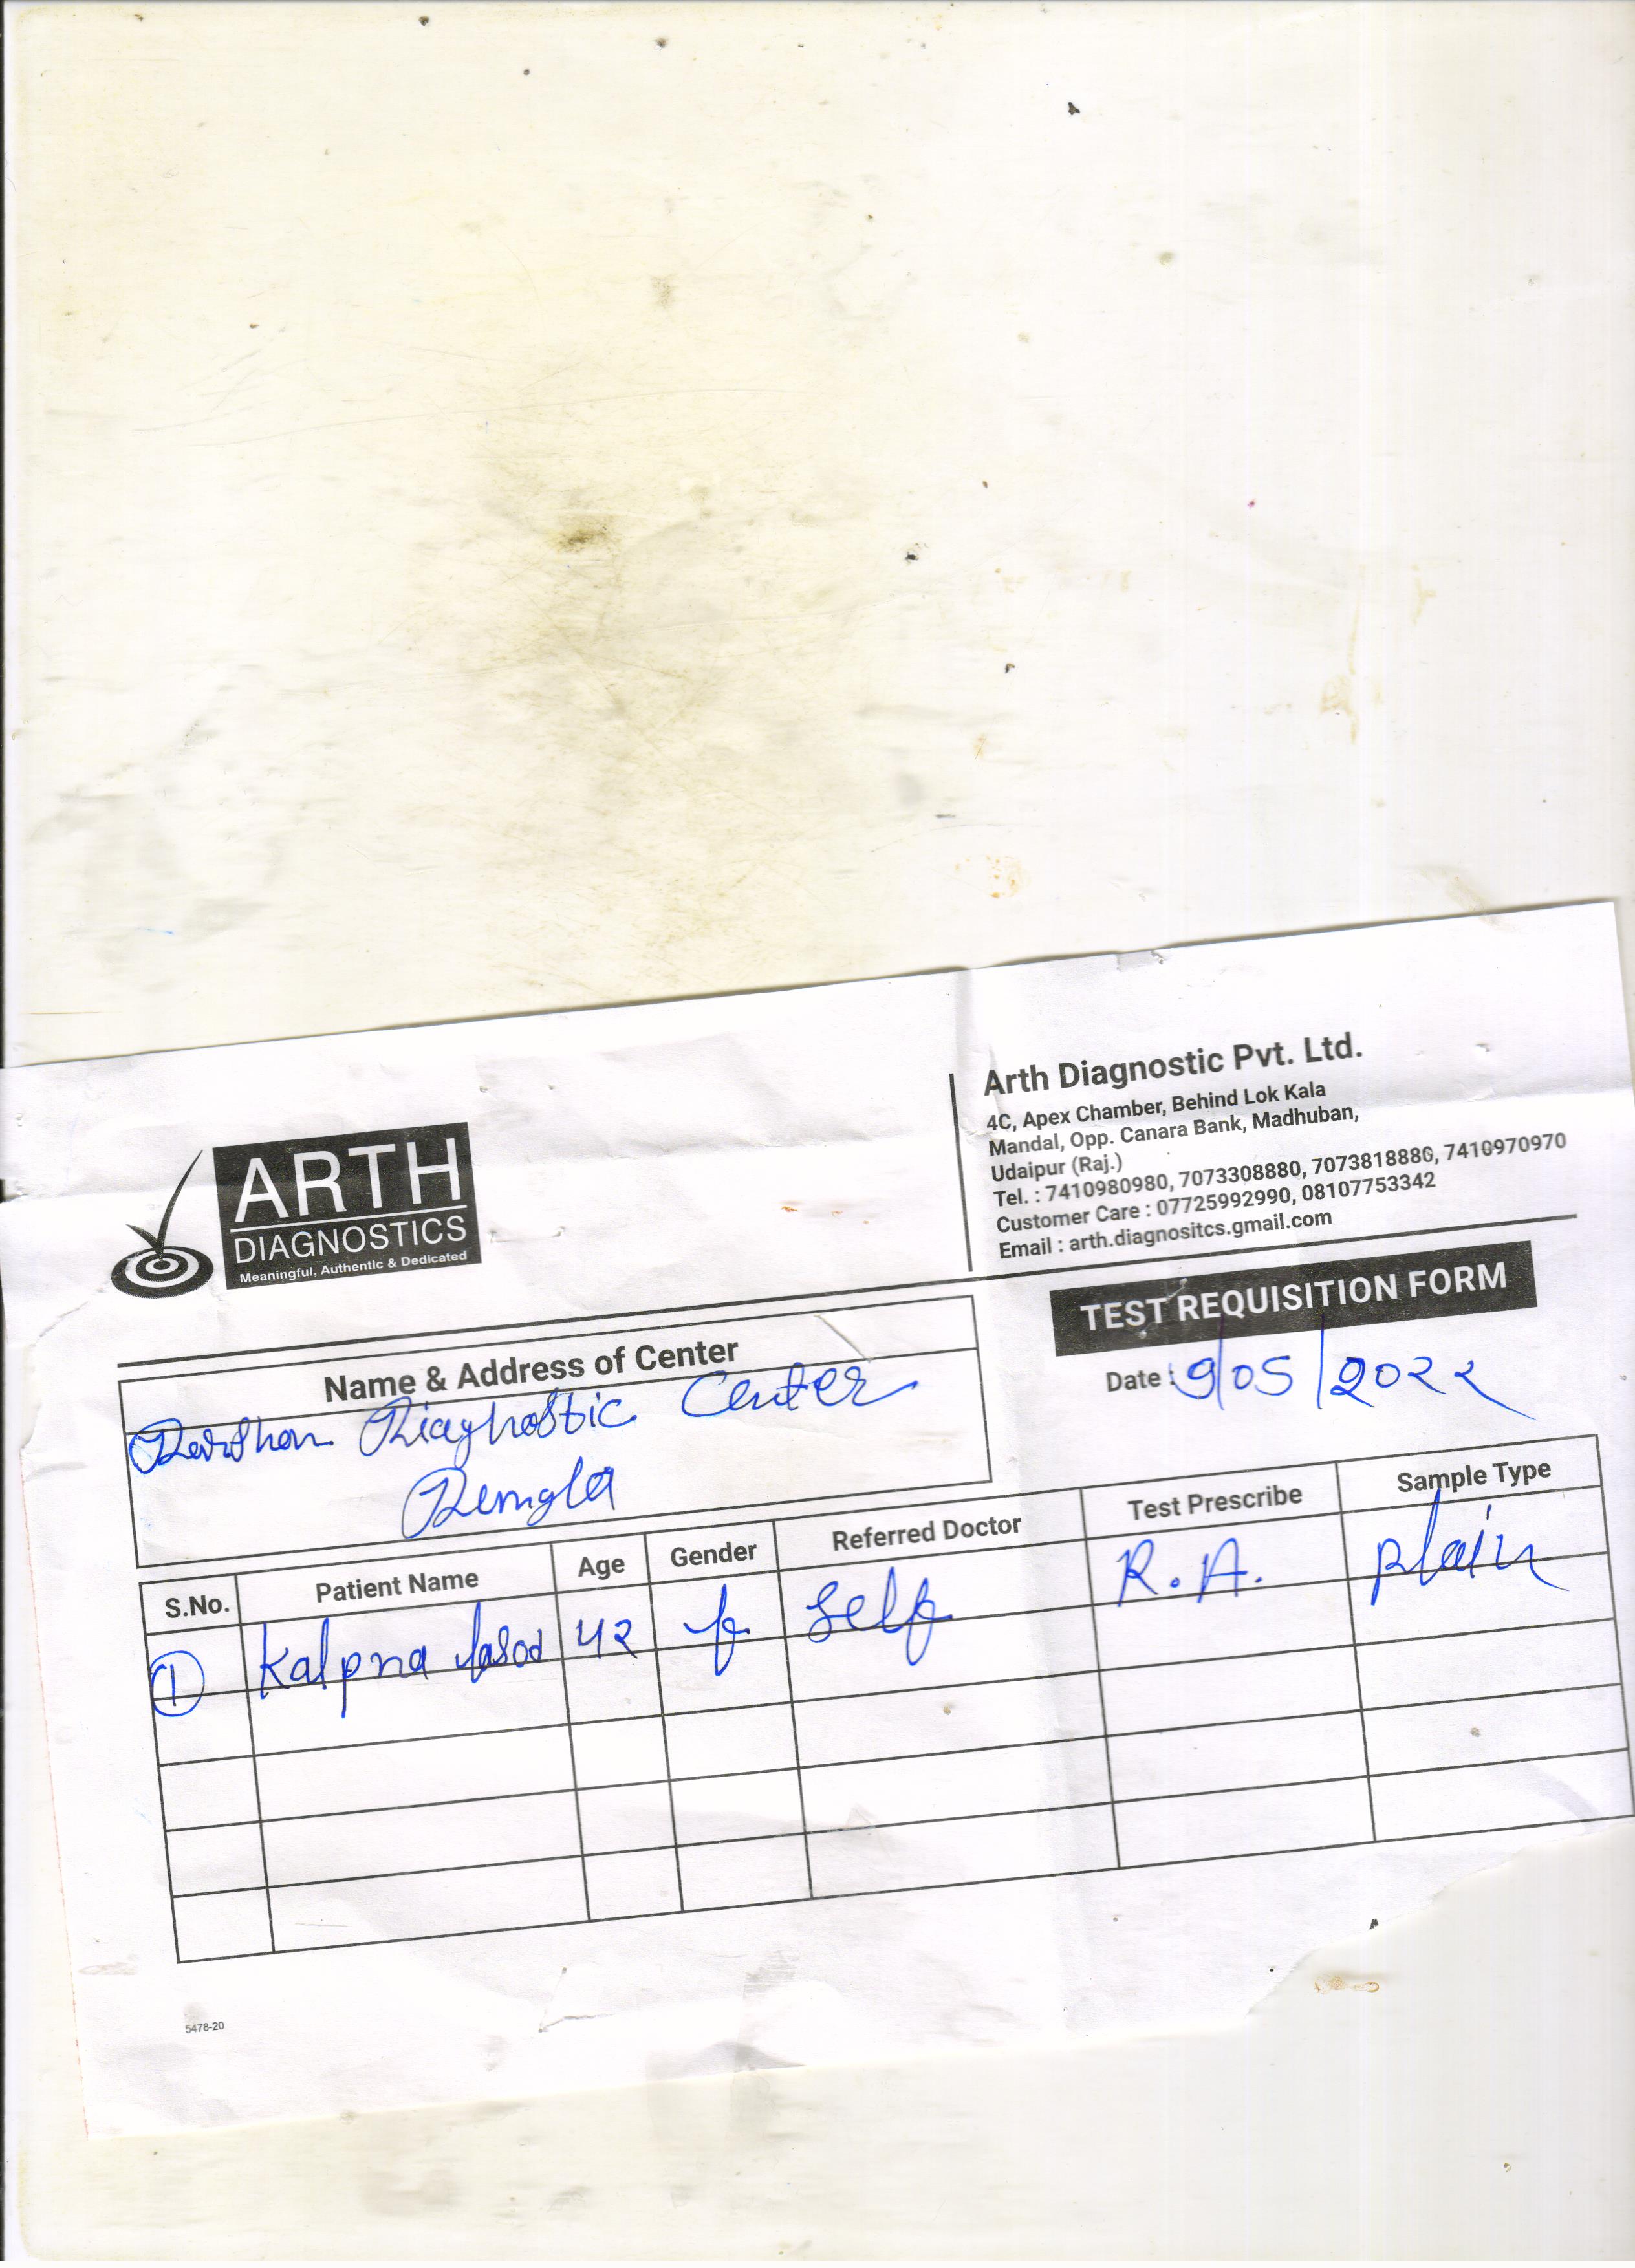 ARTH
DIAGNOSTICS
Meaningful, Authentic & Dedicated
Arth Diagnostic Pvt. Ltd.
4C, Apex Chamber, Behind Lok Kala
Mandal, Opp. Canara Bank, Madhuban,
Udaipur (Raj.)
Tel. : 7410980980, 7073308880, 7073818880, 7410970970
Customer Care : 07725992990, 08107753342
Email : arth.diagnositcs.gmail.com
TEST REQUISITION FORM
Date : 9/05/2022
Name & Address of Center
Darshan Diagnostic Center
S.No. Patient Name Age Gender Referred Doctor Test Prescribe Sample Type
1 Kalpna 42 f Self R.A. plain
5478-20